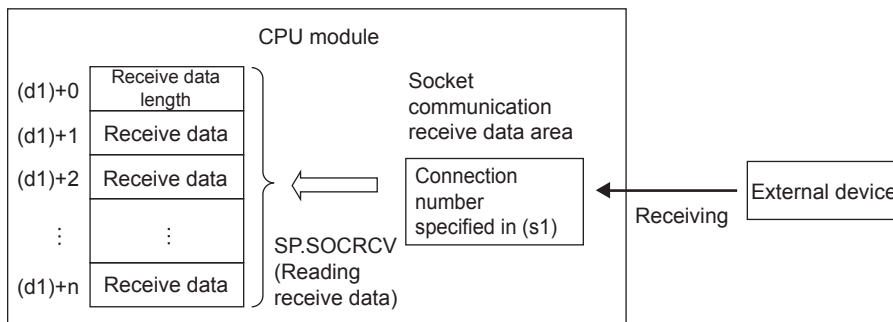 CPU module
(d1)+0
Receive data
length
(d1)+1
Receive data
(d1)+2
Receive data
⋮
⋮
(d1)+n
Receive data
SP.SOCRCV
(Reading
receive data)
Socket
communication
receive data area
Connection
number
specified in (s1)
Receiving
External device